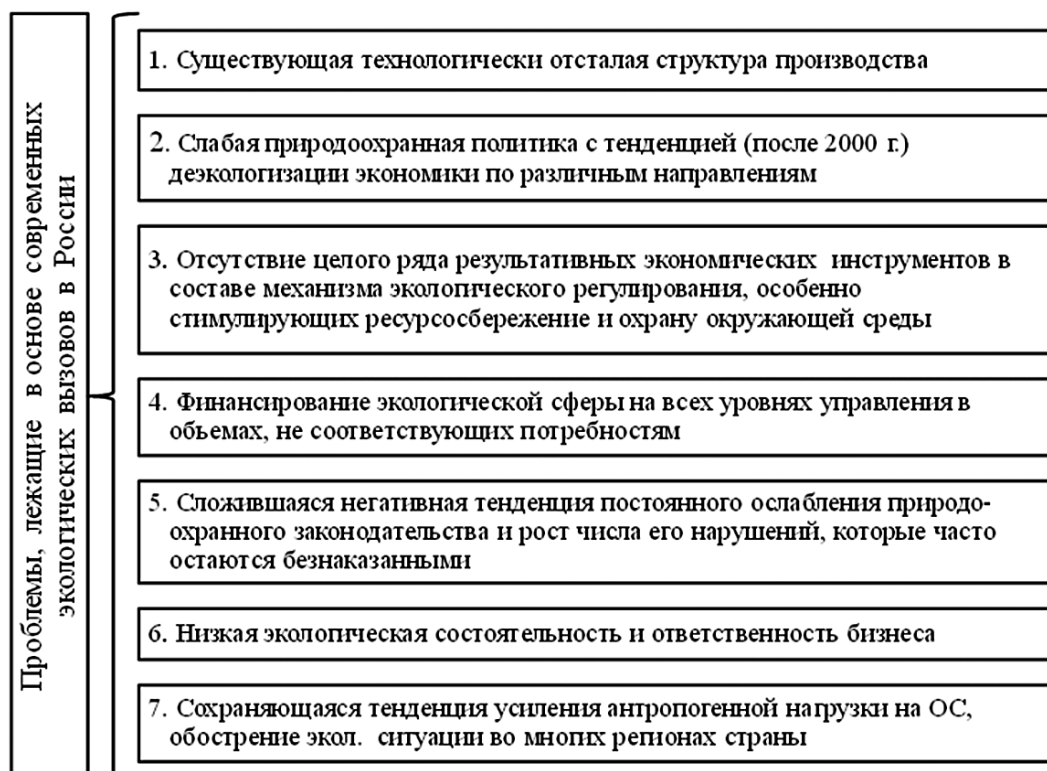 Проблемы, лежащие в основе современных
экологических вызовов в России
1. Существующая технологически отсталая структура производства
2. Слабая природоохранная политика с тенденцией (после 2000 г.)
деэкологизации экономики по различным направлениям
3. Отсутствие целого ряда результативных экономических инструментов в
составе механизма экологического регулирования, особенно
стимулирующих ресурсосбережение и охрану окружающей среды
4. Финансирование экологической сферы на всех уровнях управления в
объемах, не соответствующих потребностям
5. Сложившаяся негативная тенденция постоянного ослабления природо-
охранного законодательства и рост числа его нарушений, которые часто
остаются безнаказанными
6. Низкая экологическая состоятельность и ответственность бизнеса
7. Сохраняющаяся тенденция усиления антропогенной нагрузки на ОС,
обострение экол. ситуации во многих регионах страны